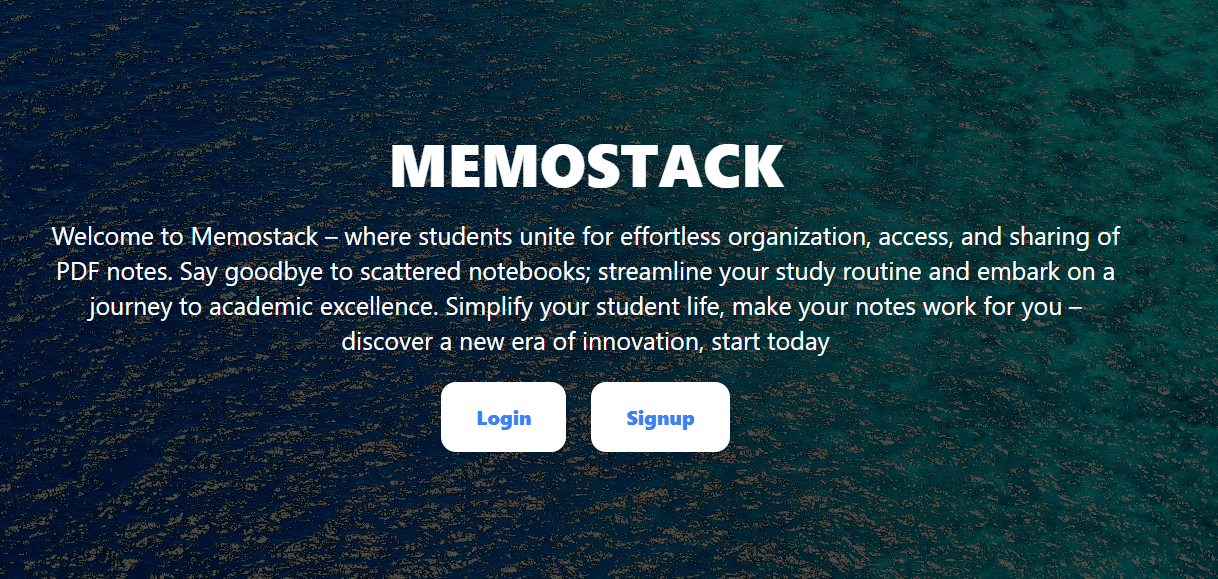 MEMOSTACK
Welcome to Memostack – where students unite for effortless organization, access, and sharing of
PDF notes. Say goodbye to scattered notebooks; streamline your study routine and embark on a
journey to academic excellence. Simplify your student life, make your notes work for you –
discover a new era of innovation, start today
Login
Signup